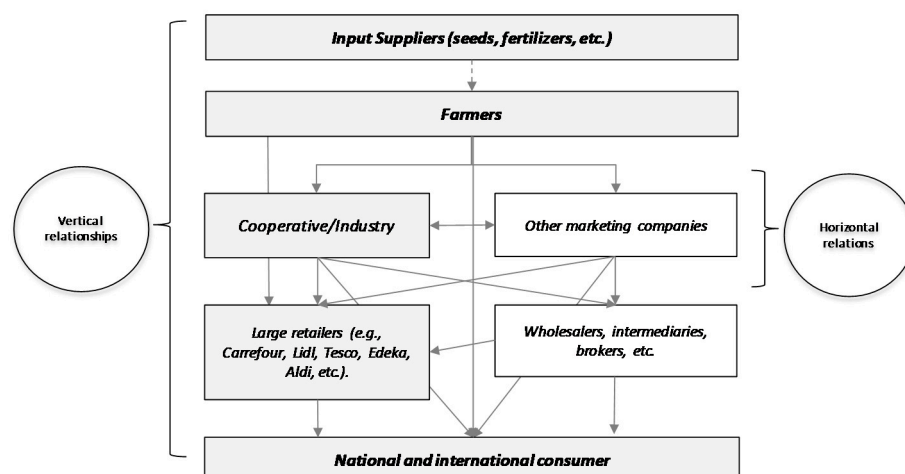 Input Suppliers (seeds, fertilizers, etc.)
Farmers
Vertical
relationships
Cooperative/Industry
Other marketing companies
Horizontal
relations
Large retailers (e.g.,
Carrefour, Lidl, Tesco, Edeka,
Aldi, etc.).
Wholesalers, intermediaries,
brokers, etc.
National and international consumer